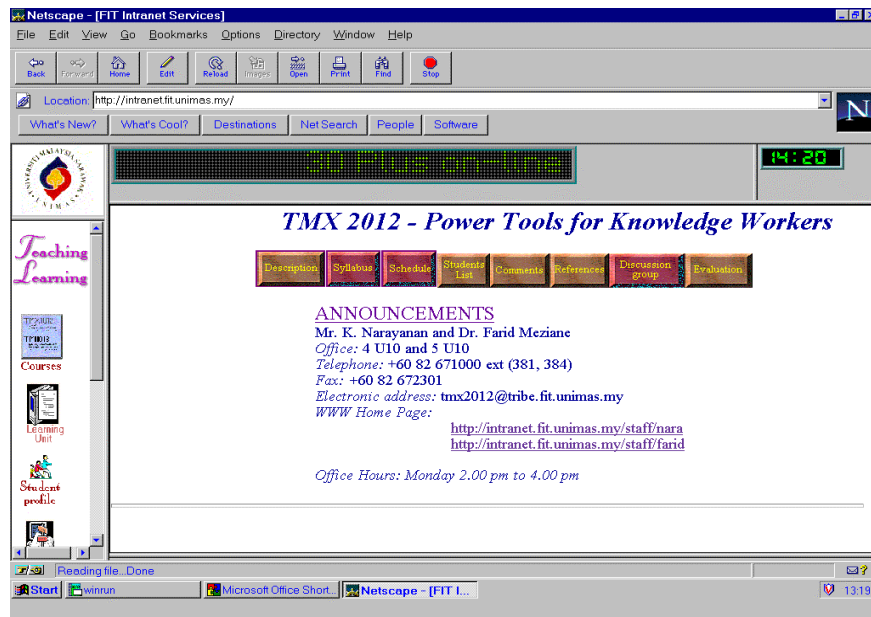 Netscape - [FIT Intranet Services]
File Edit View Go Bookmarks Options Directory Window Help
Back Forward Home Edit Reload Images Open Print Find Stop
Location: http://intranet.fit.unimas.my/
N
What's New? What's Cool? Destinations Net Search People Software
UNIVERSITI MALAYSIA SARAWAK
UNIMAS
30 Plus on-line
14:20
TMX 2012 - Power Tools for Knowledge Workers
Teaching
Learning
Description Syllabus Schedule Students List Comments References Discussion group Evaluation
Courses
Learning
Unit
Student
profile
ANNOUNCEMENTS
Mr. K. Narayanan and Dr. Farid Meziane
Office: 4 U10 and 5 U10
Telephone: +60 82 671000 ext (381, 384)
Fax: +60 82 672301
Electronic address: tmx2012@tribe.fit.unimas.my
WWW Home Page:
http://intranet.fit.unimas.my/staff/nara
http://intranet.fit.unimas.my/staff/farid
Office Hours: Monday 2.00 pm to 4.00 pm
Reading file...Done
Start winrun Microsoft Office Short... Netscape - [FIT I... 13:19